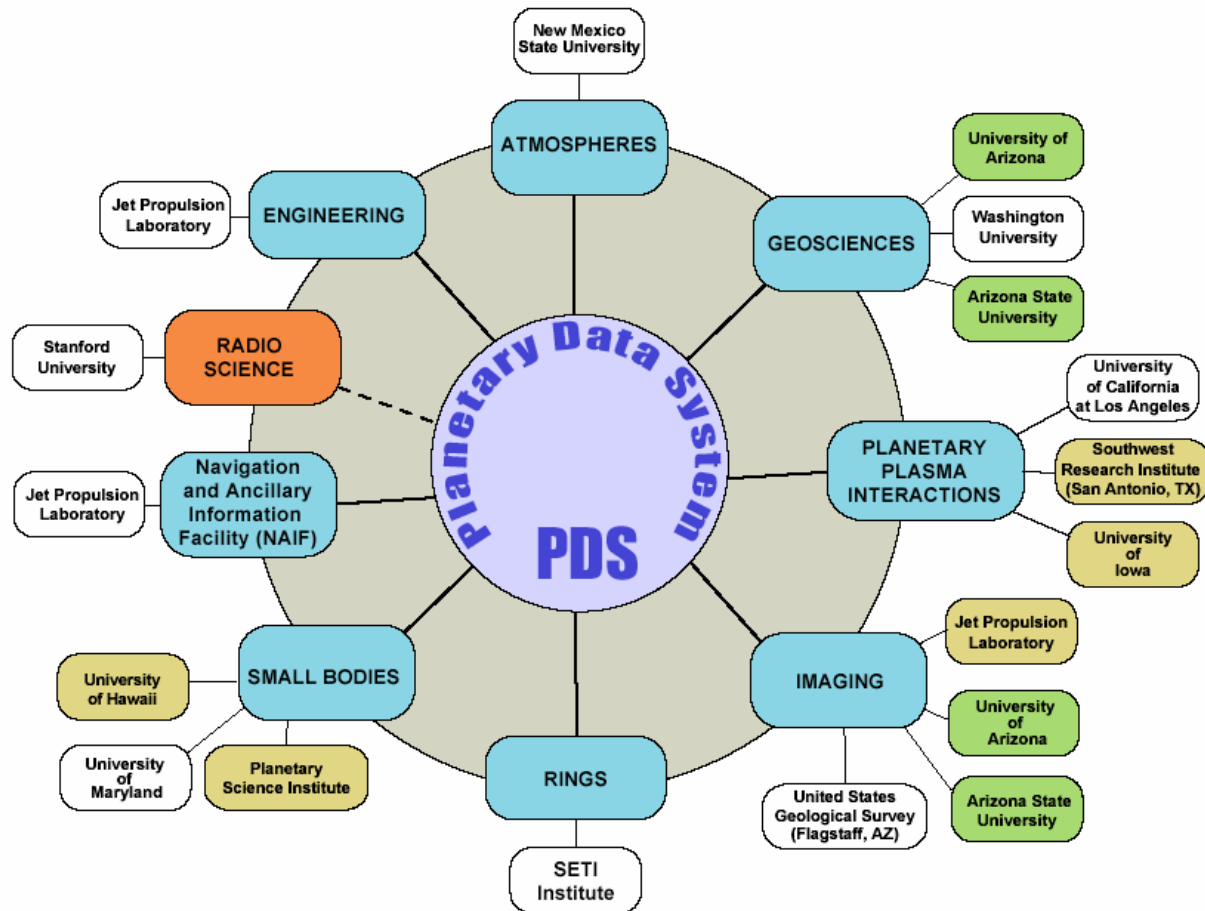 New Mexico
State University
ATMOSPHERES
University of
Arizona
Jet Propulsion
Laboratory
ENGINEERING
GEOSCIENCES
Washington
University
Arizona State
University
Stanford
University
RADIO
SCIENCE
Planetary Data System
PDS
University
of California
at Los Angeles
PLANETARY
PLASMA
INTERACTIONS
Southwest
Research Institute
(San Antonio, TX)
University
of
Iowa
Jet Propulsion
Laboratory
Navigation
and Ancillary
Information
Facility (NAIF)
Jet Propulsion
Laboratory
University
of Hawaii
SMALL BODIES
IMAGING
University
of
Arizona
University
of
Maryland
Planetary
Science Institute
RINGS
United States
Geological Survey
(Flagstaff, AZ)
Arizona State
University
SETI
Institute